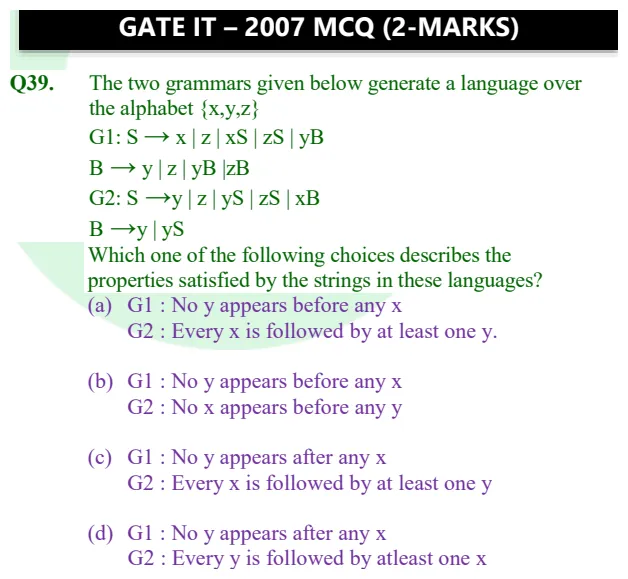 GATE IT – 2007 MCQ (2-MARKS)
Q39. The two grammars given below generate a language over
the alphabet {x,y,z}
G1: S → x | z | xS | zS | yB
B → y | z | yB |zB
G2: S →y | z | yS | zS | xB
B →y | yS
Which one of the following choices describes the
properties satisfied by the strings in these languages?
(a) G1 : No y appears before any x
G2 : Every x is followed by at least one y.
(b) G1 : No y appears before any x
G2 : No x appears before any y
(c) G1 : No y appears after any x
G2 : Every x is followed by at least one y
(d) G1 : No y appears after any x
G2 : Every y is followed by atleast one x